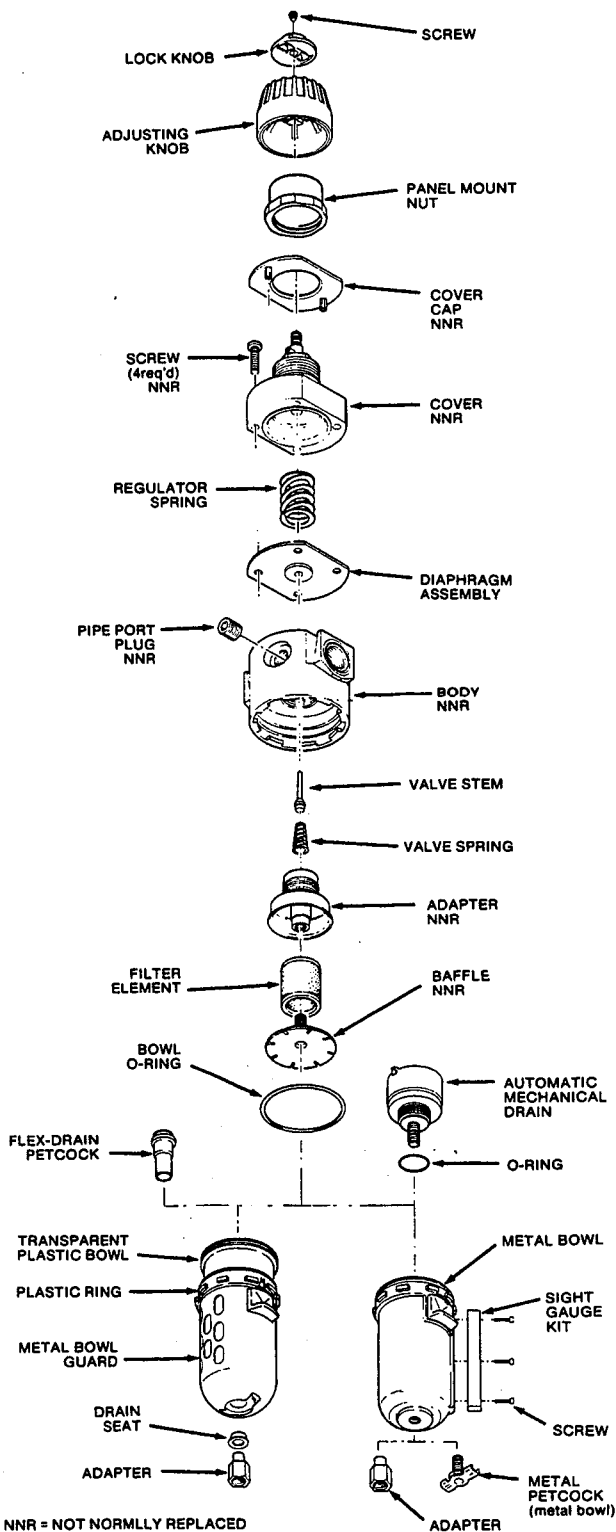 SCREW
LOCK KNOB
ADJUSTING
KNOB
PANEL MOUNT
NUT
COVER
CAP
NNR
SCREW
(4req'd)
NNR
COVER
NNR
REGULATOR
SPRING
DIAPHRAGM
ASSEMBLY
PIPE PORT
PLUG
NNR
BODY
NNR
VALVE STEM
VALVE SPRING
ADAPTER
NNR
FILTER
ELEMENT
BAFFLE
NNR
BOWL
O-RING
AUTOMATIC
MECHANICAL
DRAIN
FLEX-DRAIN
PETCOCK
O-RING
TRANSPARENT
PLASTIC BOWL
METAL BOWL
PLASTIC RING
SIGHT
GAUGE
KIT
METAL BOWL
GUARD
DRAIN
SEAT
SCREW
ADAPTER
METAL
PETCOCK
(metal bowl)
ADAPTER
NNR = NOT NORMLLY REPLACED